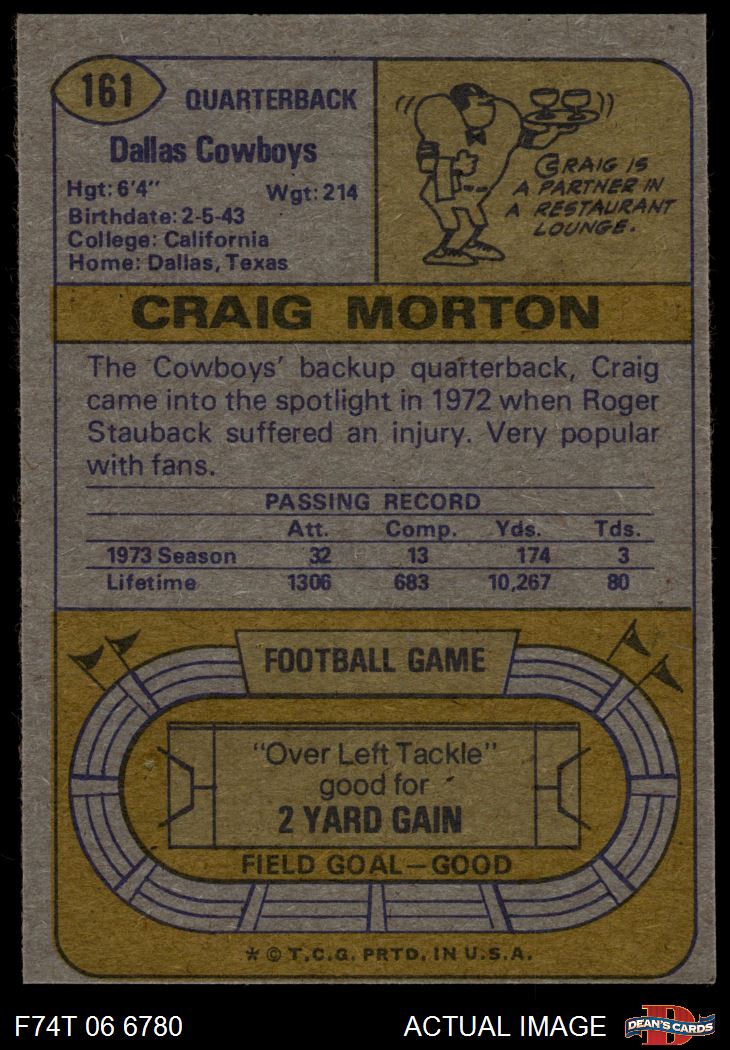 161
QUARTERBACK
Dallas Cowboys
Hgt: 6'4"
Wgt: 214
Birthdate: 2-5-43
College: California
Home: Dallas, Texas
CRAIG IS
A PARTNER IN
A RESTAURANT
LOUNGE.
CRAIG MORTON
The Cowboys' backup quarterback, Craig
came into the spotlight in 1972 when Roger
Stauback suffered an injury. Very popular
with fans.
PASSING RECORD
Att. Comp. Yds. Tds.
1973 Season 32 13 174 3
Lifetime 1306 683 10,267 80
FOOTBALL GAME
"Over Left Tackle"
good for
2 YARD GAIN
FIELD GOAL—GOOD
* © T.C.G. PRTD. IN U.S.A.
F74T 06 6780
ACTUAL IMAGE
D
DEAN'S CARDS